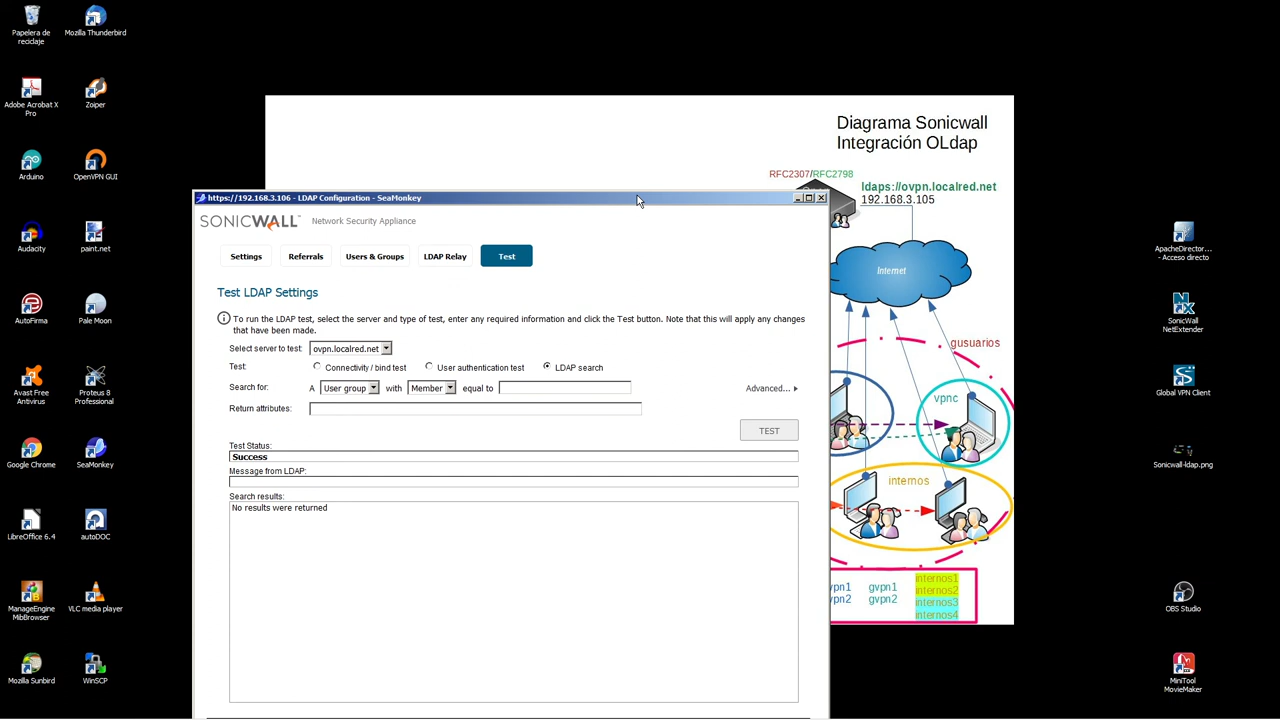 Papelera de
reciclaje
Mozilla Thunderbird
Adobe Acrobat X
Pro
Zoiper
Arduino
OpenVPN GUI
Audacity
paint.net
AutoFirma
Pale Moon
Avast Free
Antivirus
Proteus 8
Professional
Google Chrome
SeaMonkey
LibreOffice 6.4
autoDOC
ManageEngine
MibBrowser
VLC media player
Mozilla Sunbird
WinSCP
Diagrama Sonicwall
Integración OLdap
RFC2307/RFC2798
ldaps://ovpn.localred.net
192.168.3.105
Internet
gusuarios
vpnc
internos
vpn1 gvpn1 internos1
vpn2 gvpn2 internos2
internos3
internos4
https://192.168.3.106 - LDAP Configuration - SeaMonkey
SONICWALL Network Security Appliance
Settings Referrals Users & Groups LDAP Relay Test
Test LDAP Settings
To run the LDAP test, select the server and type of test, enter any required information and click the Test button. Note that this will apply any changes
that have been made.
Select server to test: ovpn.localred.net
Test: Connectivity / bind test User authentication test LDAP search
Search for: A User group with Member equal to Advanced...
Return attributes:
TEST
Test Status:
Success
Message from LDAP:
Search results:
No results were returned
ApacheDirector...
- Acceso directo
SonicWall
NetExtender
Global VPN Client
Sonicwall-ldap.png
OBS Studio
MiniTool
MovieMaker